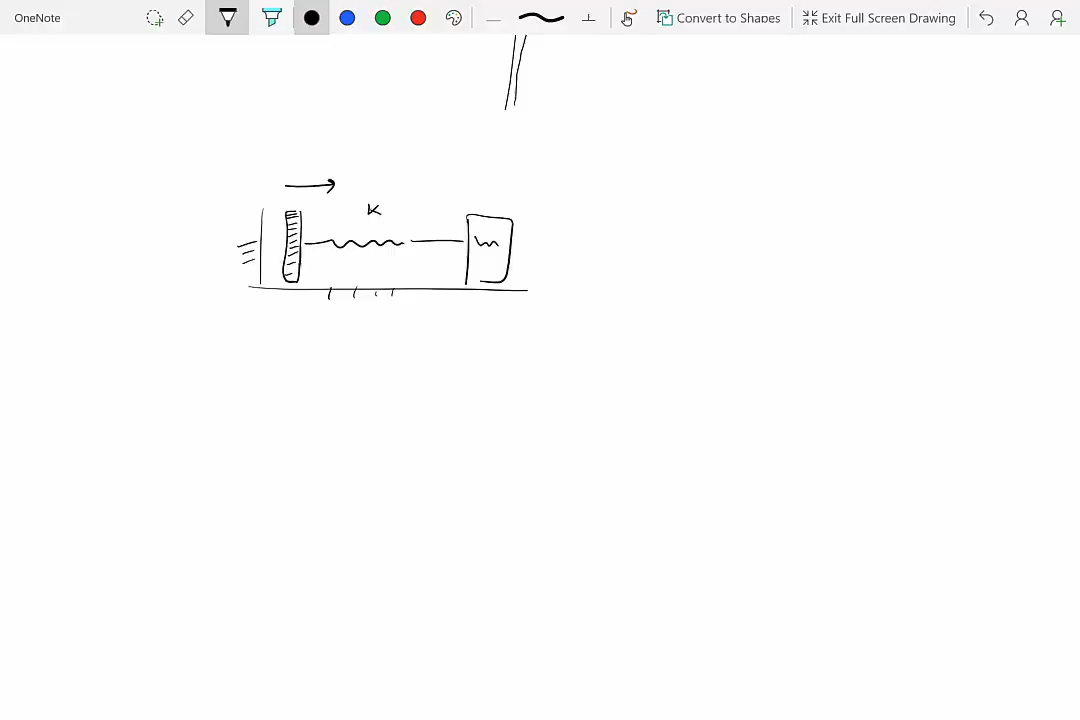 OneNote
Convert to Shapes
Exit Full Screen Drawing
K
m